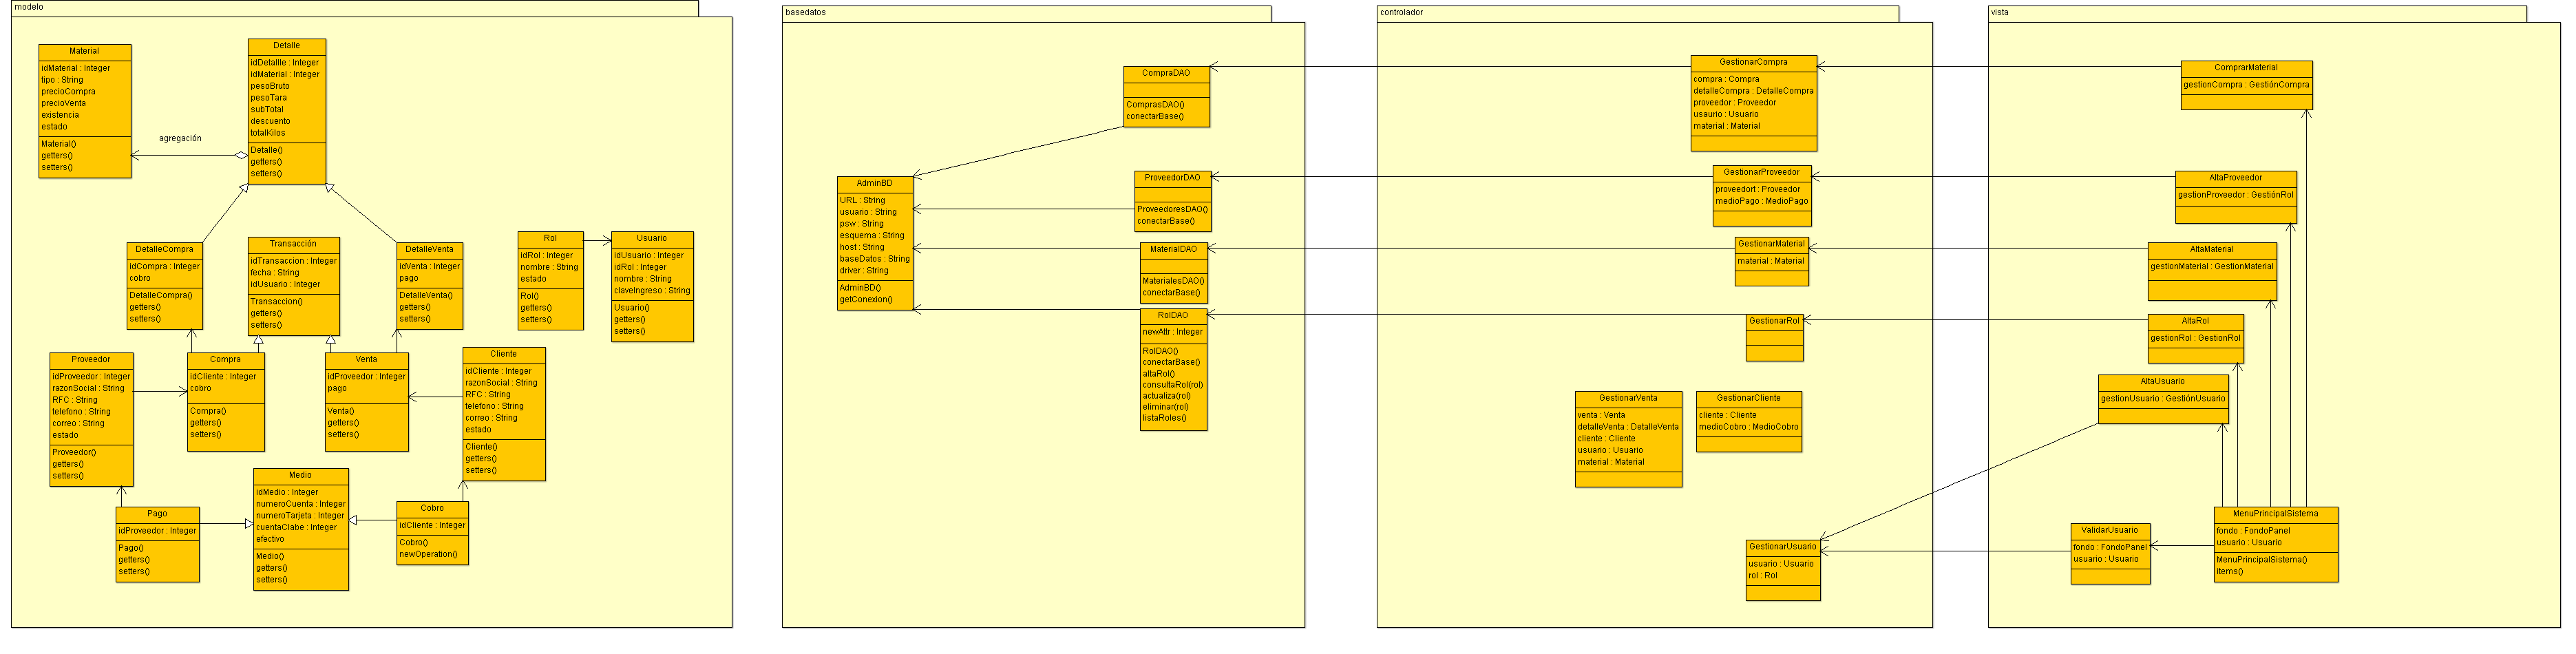 modelo
Material
idMaterial : Integer
tipo : String
precioCompra
precioVenta
existencia
estado
Material()
getters()
setters()
agregación
Detalle
idDetallle : Integer
idMaterial : Integer
pesoBruto
pesoTara
subTotal
descuento
totalKilos
Detalle()
getters()
setters()
DetalleCompra
idCompra : Integer
cobro
DetalleCompra()
getters()
setters()
Transacción
idTransaccion : Integer
fecha : String
idUsuario : Integer
Transaccion()
getters()
setters()
DetalleVenta
idVenta : Integer
pago
DetalleVenta()
getters()
setters()
Rol
idRol : Integer
nombre : String
estado
Rol()
getters()
setters()
Usuario
idUsuario : Integer
idRol : Integer
nombre : String
claveIngreso : String
Usuario()
getters()
setters()
Proveedor
idProveedor : Integer
razonSocial : String
RFC : String
telefono : String
correo : String
estado
Proveedor()
getters()
setters()
Compra
idCliente : Integer
cobro
Compra()
getters()
setters()
Venta
idProveedor : Integer
pago
Venta()
getters()
setters()
Cliente
idCliente : Integer
razonSocial : String
RFC : String
telefono : String
correo : String
estado
Cliente()
getters()
setters()
Pago
idProveedor : Integer
Pago()
getters()
setters()
Medio
idMedio : Integer
numeroCuenta : Integer
numeroTarjeta : Integer
cuentaClabe : Integer
efectivo
Medio()
getters()
setters()
Cobro
idCliente : Integer
Cobro()
newOperation()
basedatos
CompraDAO
ComprasDAO()
conectarBase()
AdminBD
URL : String
usuario : String
psw : String
esquema : String
host : String
baseDatos : String
driver : String
AdminBD()
getConexion()
ProveedorDAO
ProveedoresDAO()
conectarBase()
MaterialDAO
MaterialesDAO()
conectarBase()
RolDAO
newAttr : Integer
RolDAO()
conectarBase()
altaRol()
consultaRol(rol)
actualiza(rol)
eliminar(rol)
listaRoles()
controlador
GestionarCompra
compra : Compra
detalleCompra : DetalleCompra
proveedor : Proveedor
usaurio : Usuario
material : Material
GestionarProveedor
proveedort : Proveedor
medioPago : MedioPago
GestionarMaterial
material : Material
GestionarRol
GestionarVenta
venta : Venta
detalleVenta : DetalleVenta
cliente : Cliente
usuario : Usuario
material : Material
GestionarCliente
cliente : Cliente
medioCobro : MedioCobro
GestionarUsuario
usuario : Usuario
rol : Rol
vista
ComprarMaterial
gestionCompra : GestiónCompra
AltaProveedor
gestionProveedor : GestiónRol
AltaMaterial
gestionMaterial : GestionMaterial
AltaRol
gestionRol : GestionRol
AltaUsuario
gestionUsuario : GestiónUsuario
ValidarUsuario
fondo : FondoPanel
usuario : Usuario
MenuPrincipalSistema
fondo : FondoPanel
usuario : Usuario
MenuPrincipalSistema()
items()